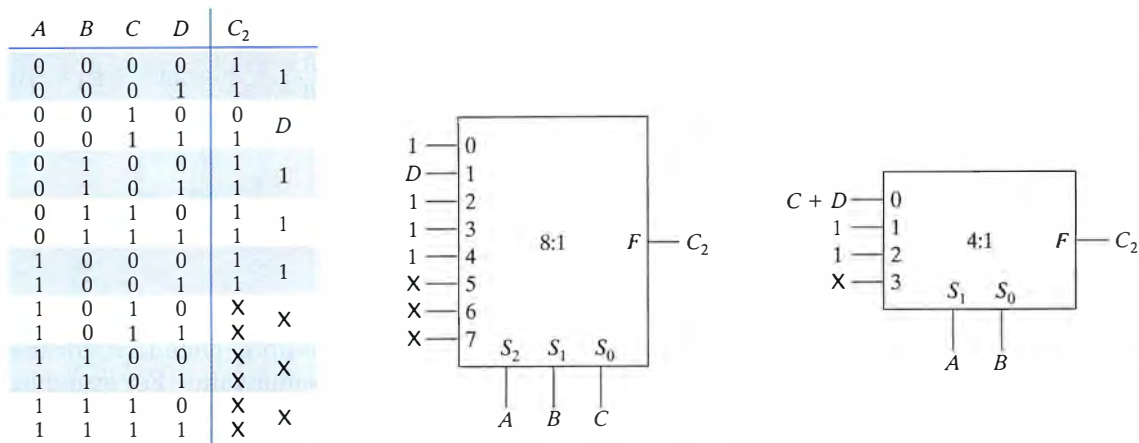 A B C D C₂
0 0 0 0 1
1
0 0 0 1 1
0 0 1 0 0
D
0 0 1 1 1
0 1 0 0 1
1
0 1 0 1 1
0 1 1 0 1
1
0 1 1 1 1
1 0 0 0 1
1
1 0 0 1 1
1 0 1 0 X
X
1 0 1 1 X
1 1 0 0 X
X
1 1 0 1 X
1 1 1 0 X
X
1 1 1 1 X
1 0
D 1
1 2
1 3
1 4
X 5
X 6
X 7
8:1
F C₂
S₂ S₁ S₀
A B C
C + D 0
1 1
1 2
X 3
4:1
F C₂
S₁ S₀
A B